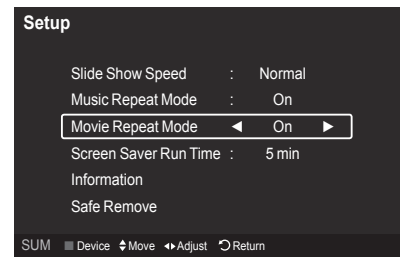 Setup
Slide Show Speed : Normal
Music Repeat Mode : On
Movie Repeat Mode ◄ On ►
Screen Saver Run Time : 5 min
Information
Safe Remove
SUM Device Move Adjust Return